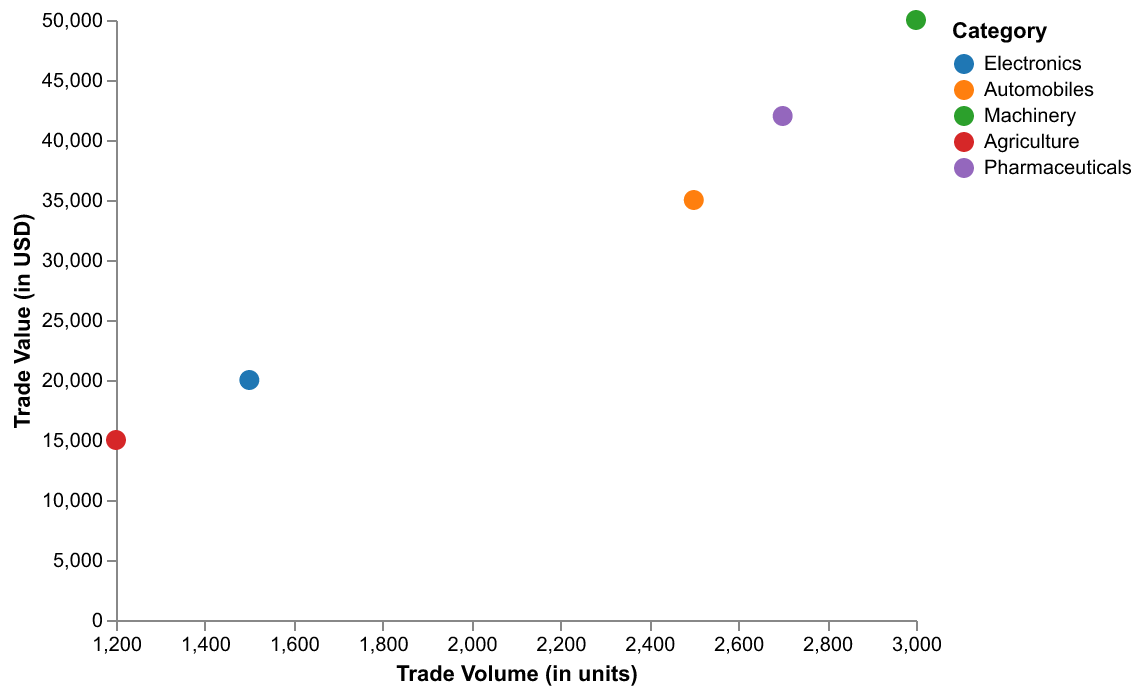 50,000
45,000
40,000
35,000
30,000
25,000
20,000
15,000
10,000
5,000
0
Trade Value (in USD)
1,200 1,400 1,600 1,800 2,000 2,200 2,400 2,600 2,800 3,000
Trade Volume (in units)
Category
Electronics
Automobiles
Machinery
Agriculture
Pharmaceuticals